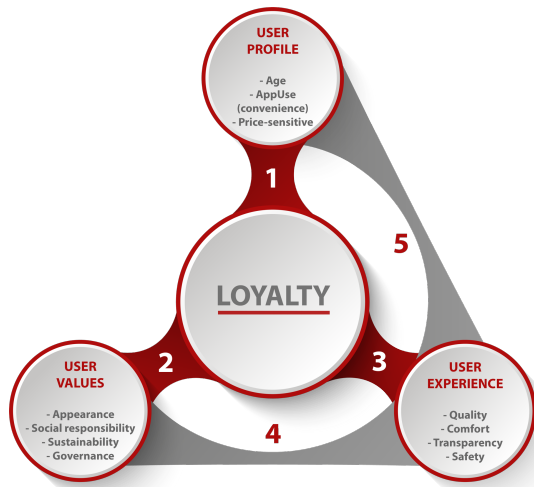 USER
PROFILE
- Age
- AppUse
(convenience)
- Price-sensitive
1
5
LOYALTY
2
3
USER
VALUES
- Appearance
- Social responsibility
- Sustainability
- Governance
4
USER
EXPERIENCE
- Quality
- Comfort
- Transparency
- Safety